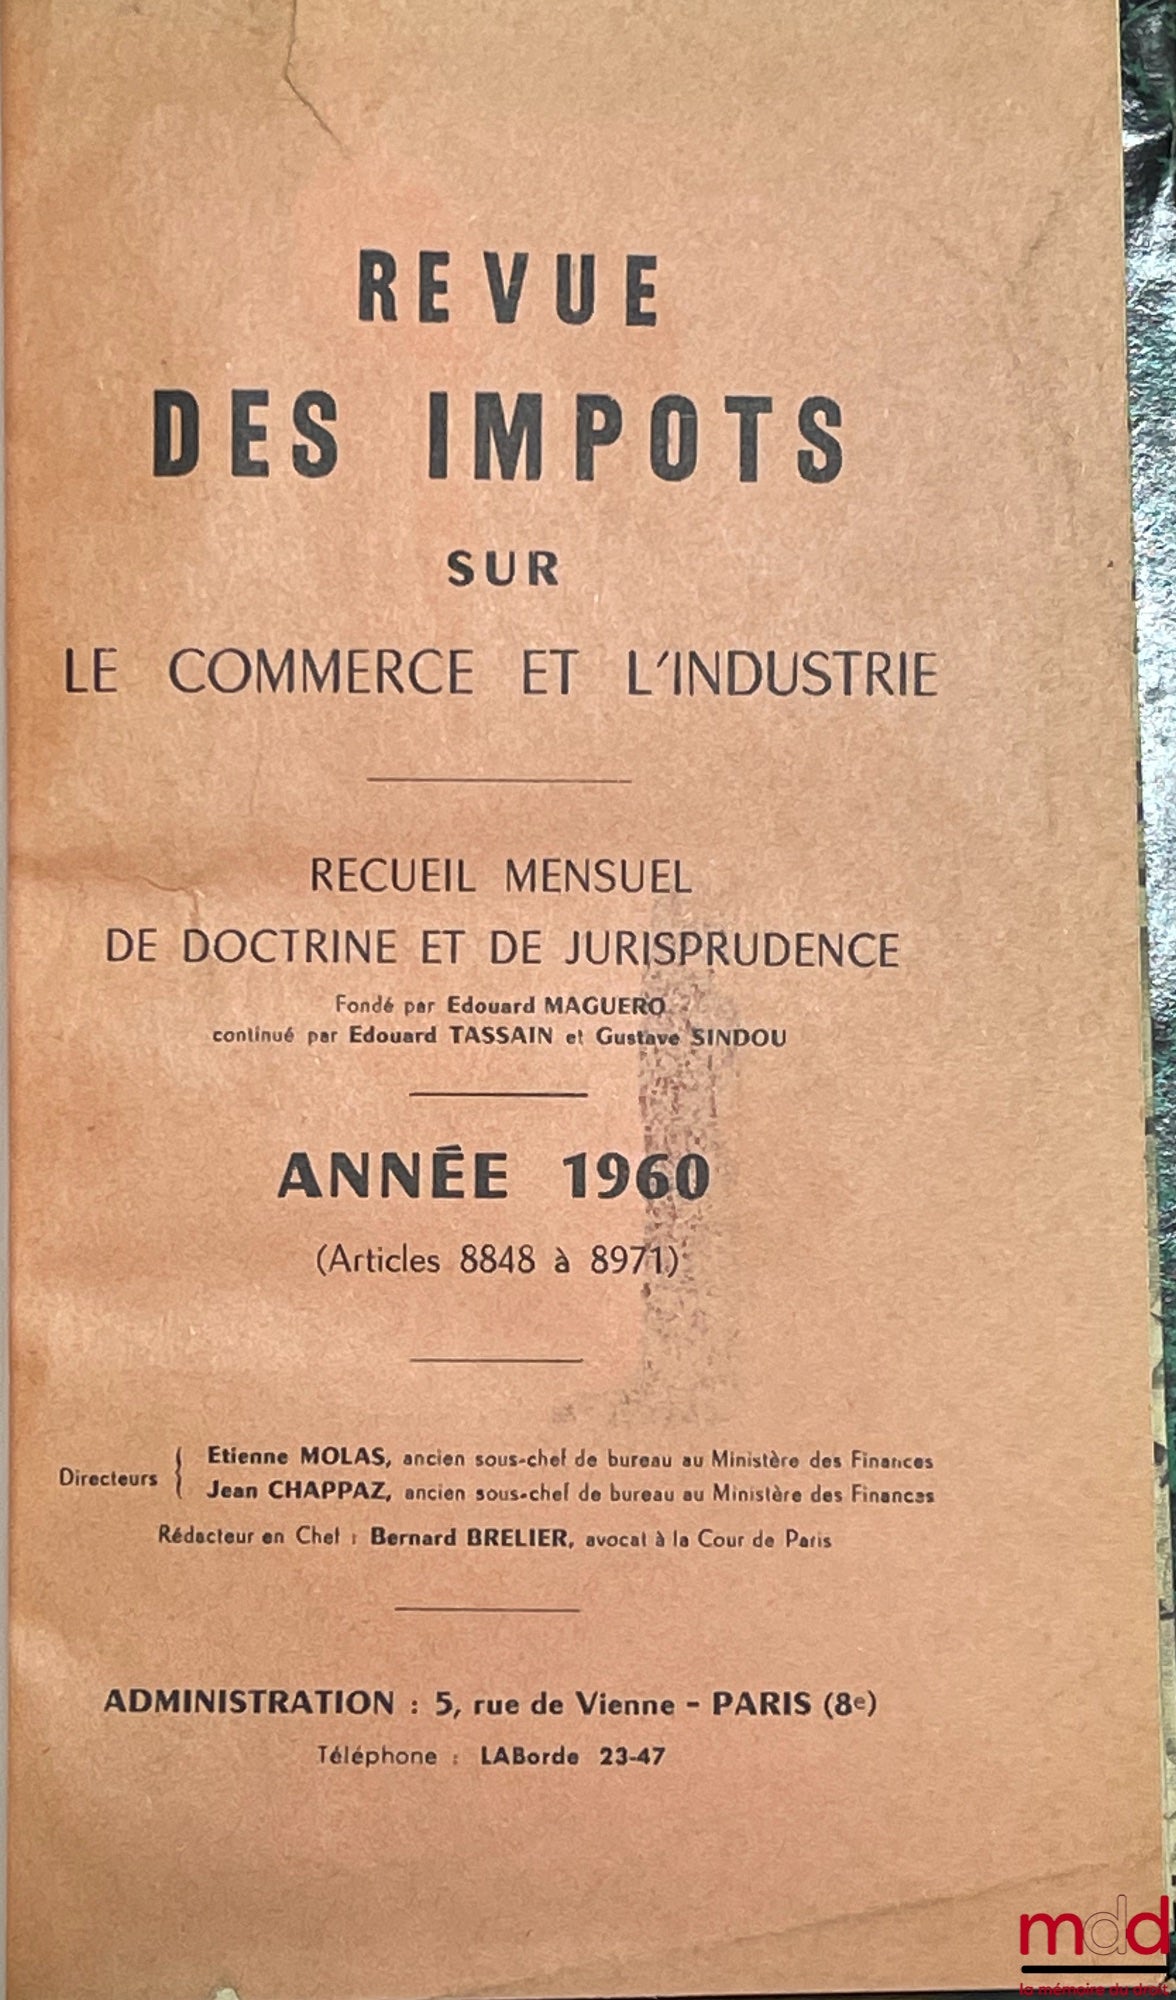 REVUE
DES IMPOTS
SUR
LE COMMERCE ET L'INDUSTRIE
RECUEIL MENSUEL
DE DOCTRINE ET DE JURISPRUDENCE
Fondé par Edouard MAGUERO
continué par Edouard TASSAIN et Gustave SINDOU
ANNÉE 1960
(Articles 8848 à 8971)
Directeurs { Etienne MOLAS, ancien sous-chef de bureau au Ministère des Finances
Jean CHAPPAZ, ancien sous-chef de bureau au Ministère des Finances
Rédacteur en Chef : Bernard BRELIER, avocat à la Cour de Paris
ADMINISTRATION : 5, rue de Vienne - PARIS (8e)
Téléphone : LABorde 23-47
mdd
la mémoire du droit